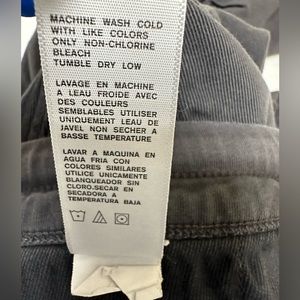 MACHINE WASH COLD
WITH LIKE COLORS
ONLY NON-CHLORINE
BLEACH
TUMBLE DRY LOW
LAVAGE EN MACHINE
A LEAU FROIDE AVEC
DES COULEURS
SEMBLABLES UTILISER
UNIQUEMENT LEAU DE
JAVEL NON SECHER A
BASSE TEMPERATURE
LAVAR A MAQUINA EN
AGUA FRIA CON
COLORES SIMILARES
UTILICE UNICAMENTE
BLANQUEADOR SIN
CLORO.SECAR EN
SECADORA A
TEMPERATURA BAJA